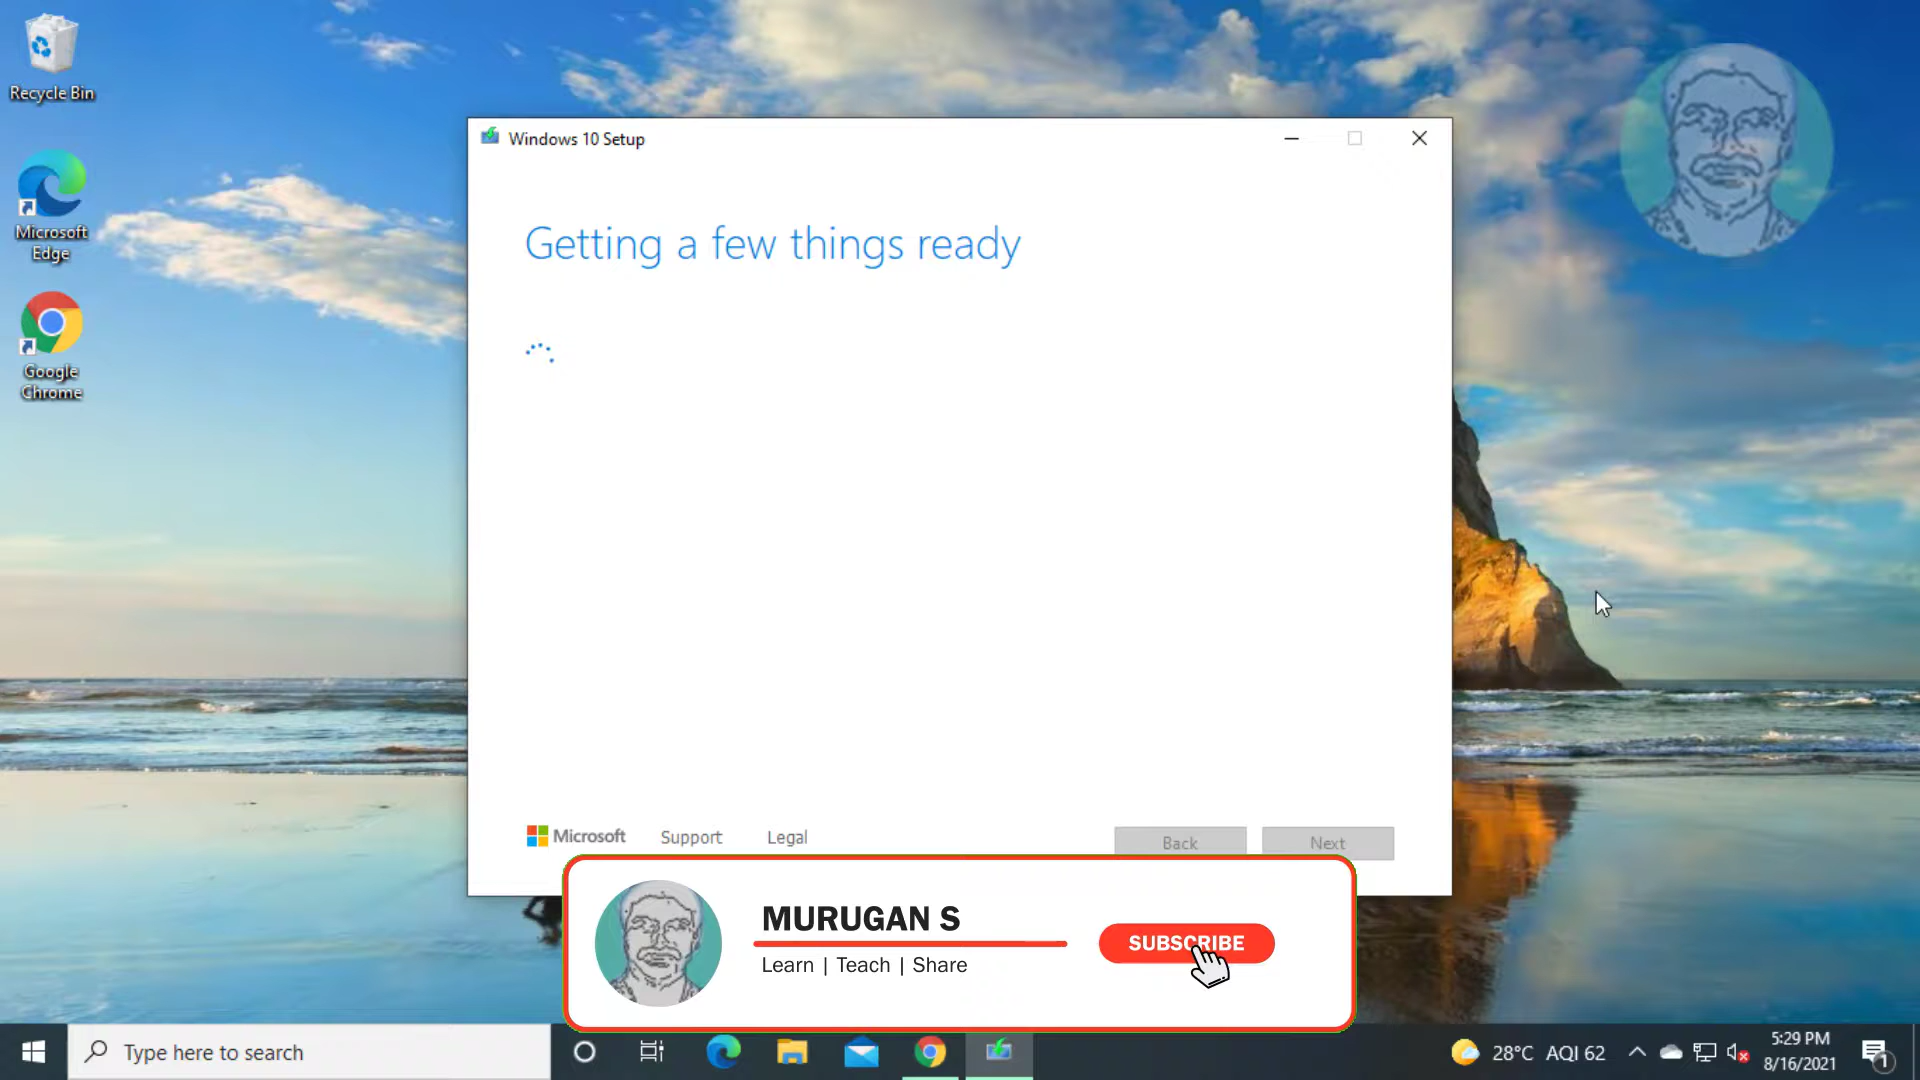 Recycle Bin
Microsoft
Edge
Google
Chrome
Windows 10 Setup
Getting a few things ready
Microsoft
Support
Legal
Back
Next
MURUGAN S
Learn | Teach | Share
SUBSCRIBE
Type here to search
28°C AQI 62
5:29 PM
8/16/2021
1